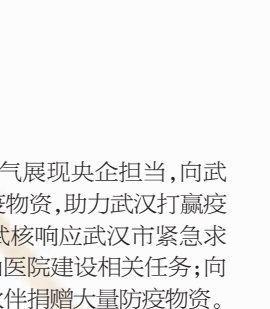 气展现央企担当,向武
疫物资,助力武汉打赢疫
武核响应武汉市紧急求
医院建设相关任务;向
伴捐赠大量防疫物资。